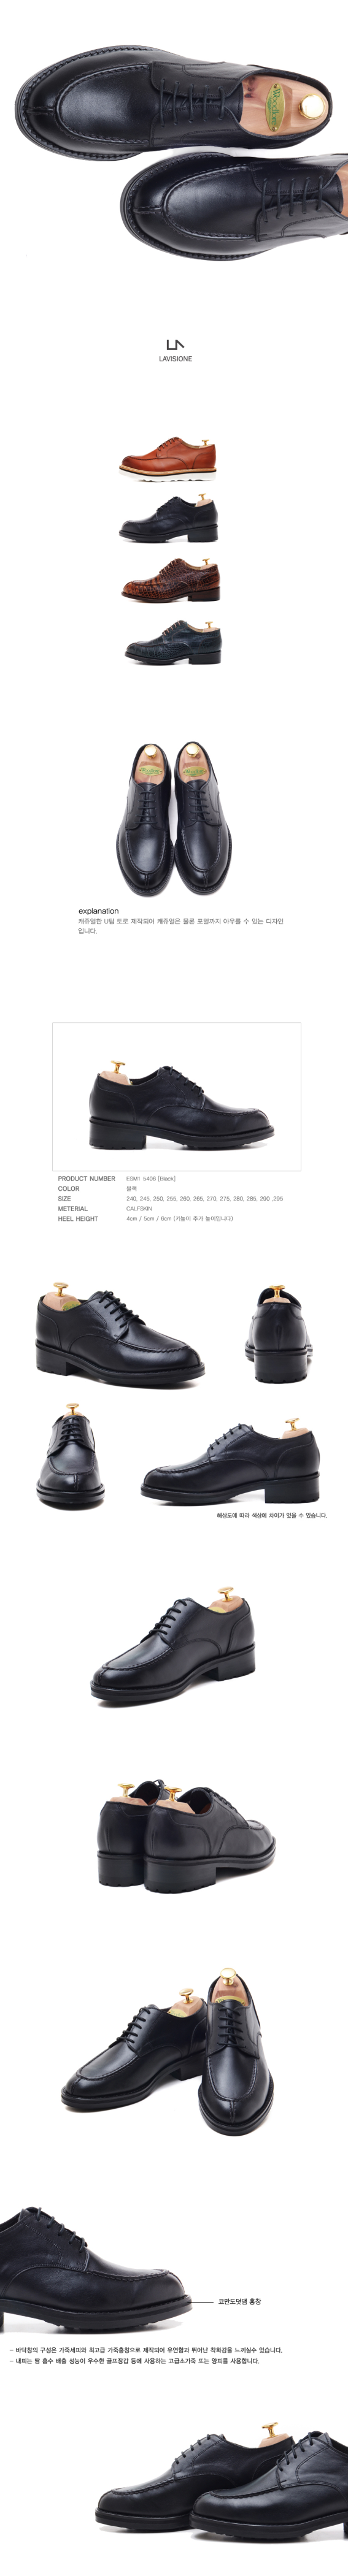 Woodlore
LAVISIONE
explanation
캐쥬얼한 U팁 토로 제작되어 캐쥬얼은 물론 포멀까지 아우를 수 있는 디자인
입니다.
PRODUCT NUMBER ESM1 5406 [Black]
COLOR 블랙
SIZE 240, 245, 250, 255, 260, 265, 270, 275, 280, 285, 290 ,295
METERIAL CALFSKIN
HEEL HEIGHT 4cm / 5cm / 6cm (키높이 추가 높이입니다)
해상도에 따라 색상에 차이가 있을 수 있습니다.
코만도덧댐 홍창
- 바닥창의 구성은 가죽세피와 최고급 가죽홍창으로 제작되어 유연함과 뛰어난 착화감을 느끼실수 있습니다.
- 내피는 땀 흡수 배출 성능이 우수한 골프장갑 등에 사용하는 고급소가죽 또는 양피를 사용합니다.